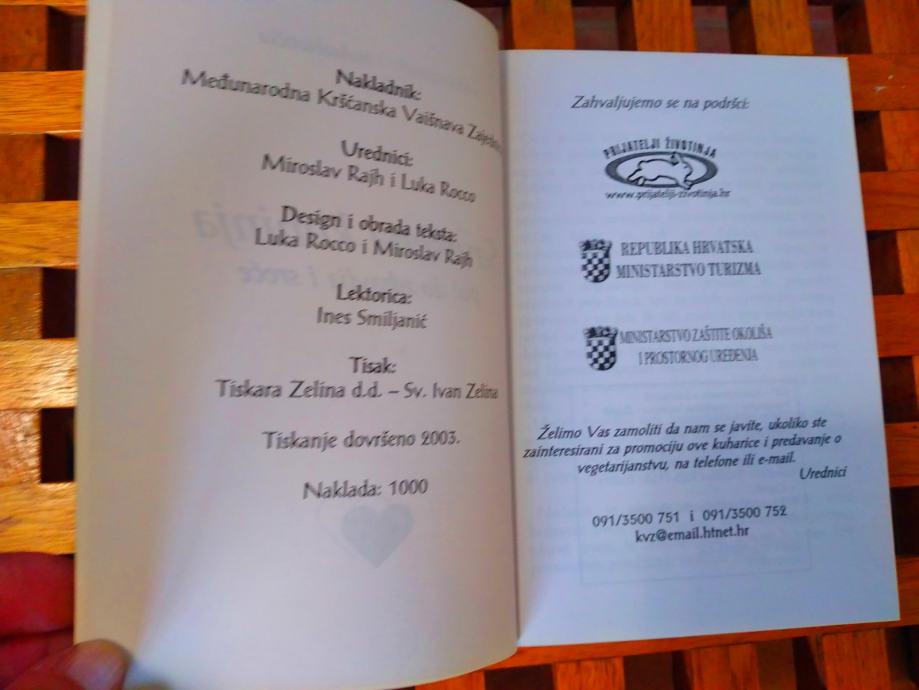 Nakladnik:
Međunarodna Kršćanska Vaišnava
Urednici:
Miroslav Rajh i Luka Rocco
Design i obrada teksta:
Luka Rocco i Miroslav Rajh
Lektorica:
Ines Smiljanić
Tisak:
Tiskara Zelina d.d. – Sv. Ivan Zelina
Tiskanje dovršeno 2003.
Naklada: 1000
Zahvaljujemo se na podršci:
PRIJATELJI ŽIVOTINJA
www.prijatelji-zivotinja.hr
REPUBLIKA HRVATSKA
MINISTARSTVO TURIZMA
MINISTARSTVO ZAŠTITE OKOLIŠA
I PROSTORNOG UREĐENJA
Želimo Vas zamoliti da nam se javite, ukoliko ste
zainteresirani za promociju ove kuharice i predavanje o
vegetarijanstvu, na telefone ili e-mail.
Urednici
091/3500 751 i 091/3500 752
kvz@email.htnet.hr